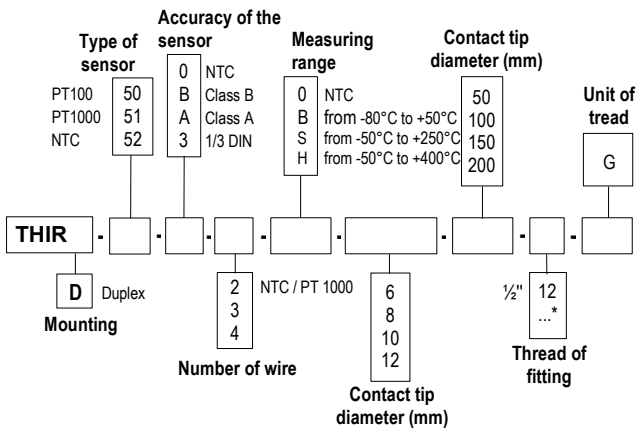 Type of
sensor
PT100 50
PT1000 51
NTC 52
Accuracy of the
sensor
0 NTC
B Class B
A Class A
3 1/3 DIN
Measuring
range
0 NTC
B from -80°C to +50°C
S from -50°C to +250°C
H from -50°C to +400°C
Contact tip
diameter (mm)
50
100
150
200
Unit of
tread
G
THIR - - - - - - - -
D Duplex
Mounting
2 NTC / PT 1000
3
4
Number of wire
6
8
10
12
Contact tip
diameter (mm)
½" 12
...*
Thread of
fitting